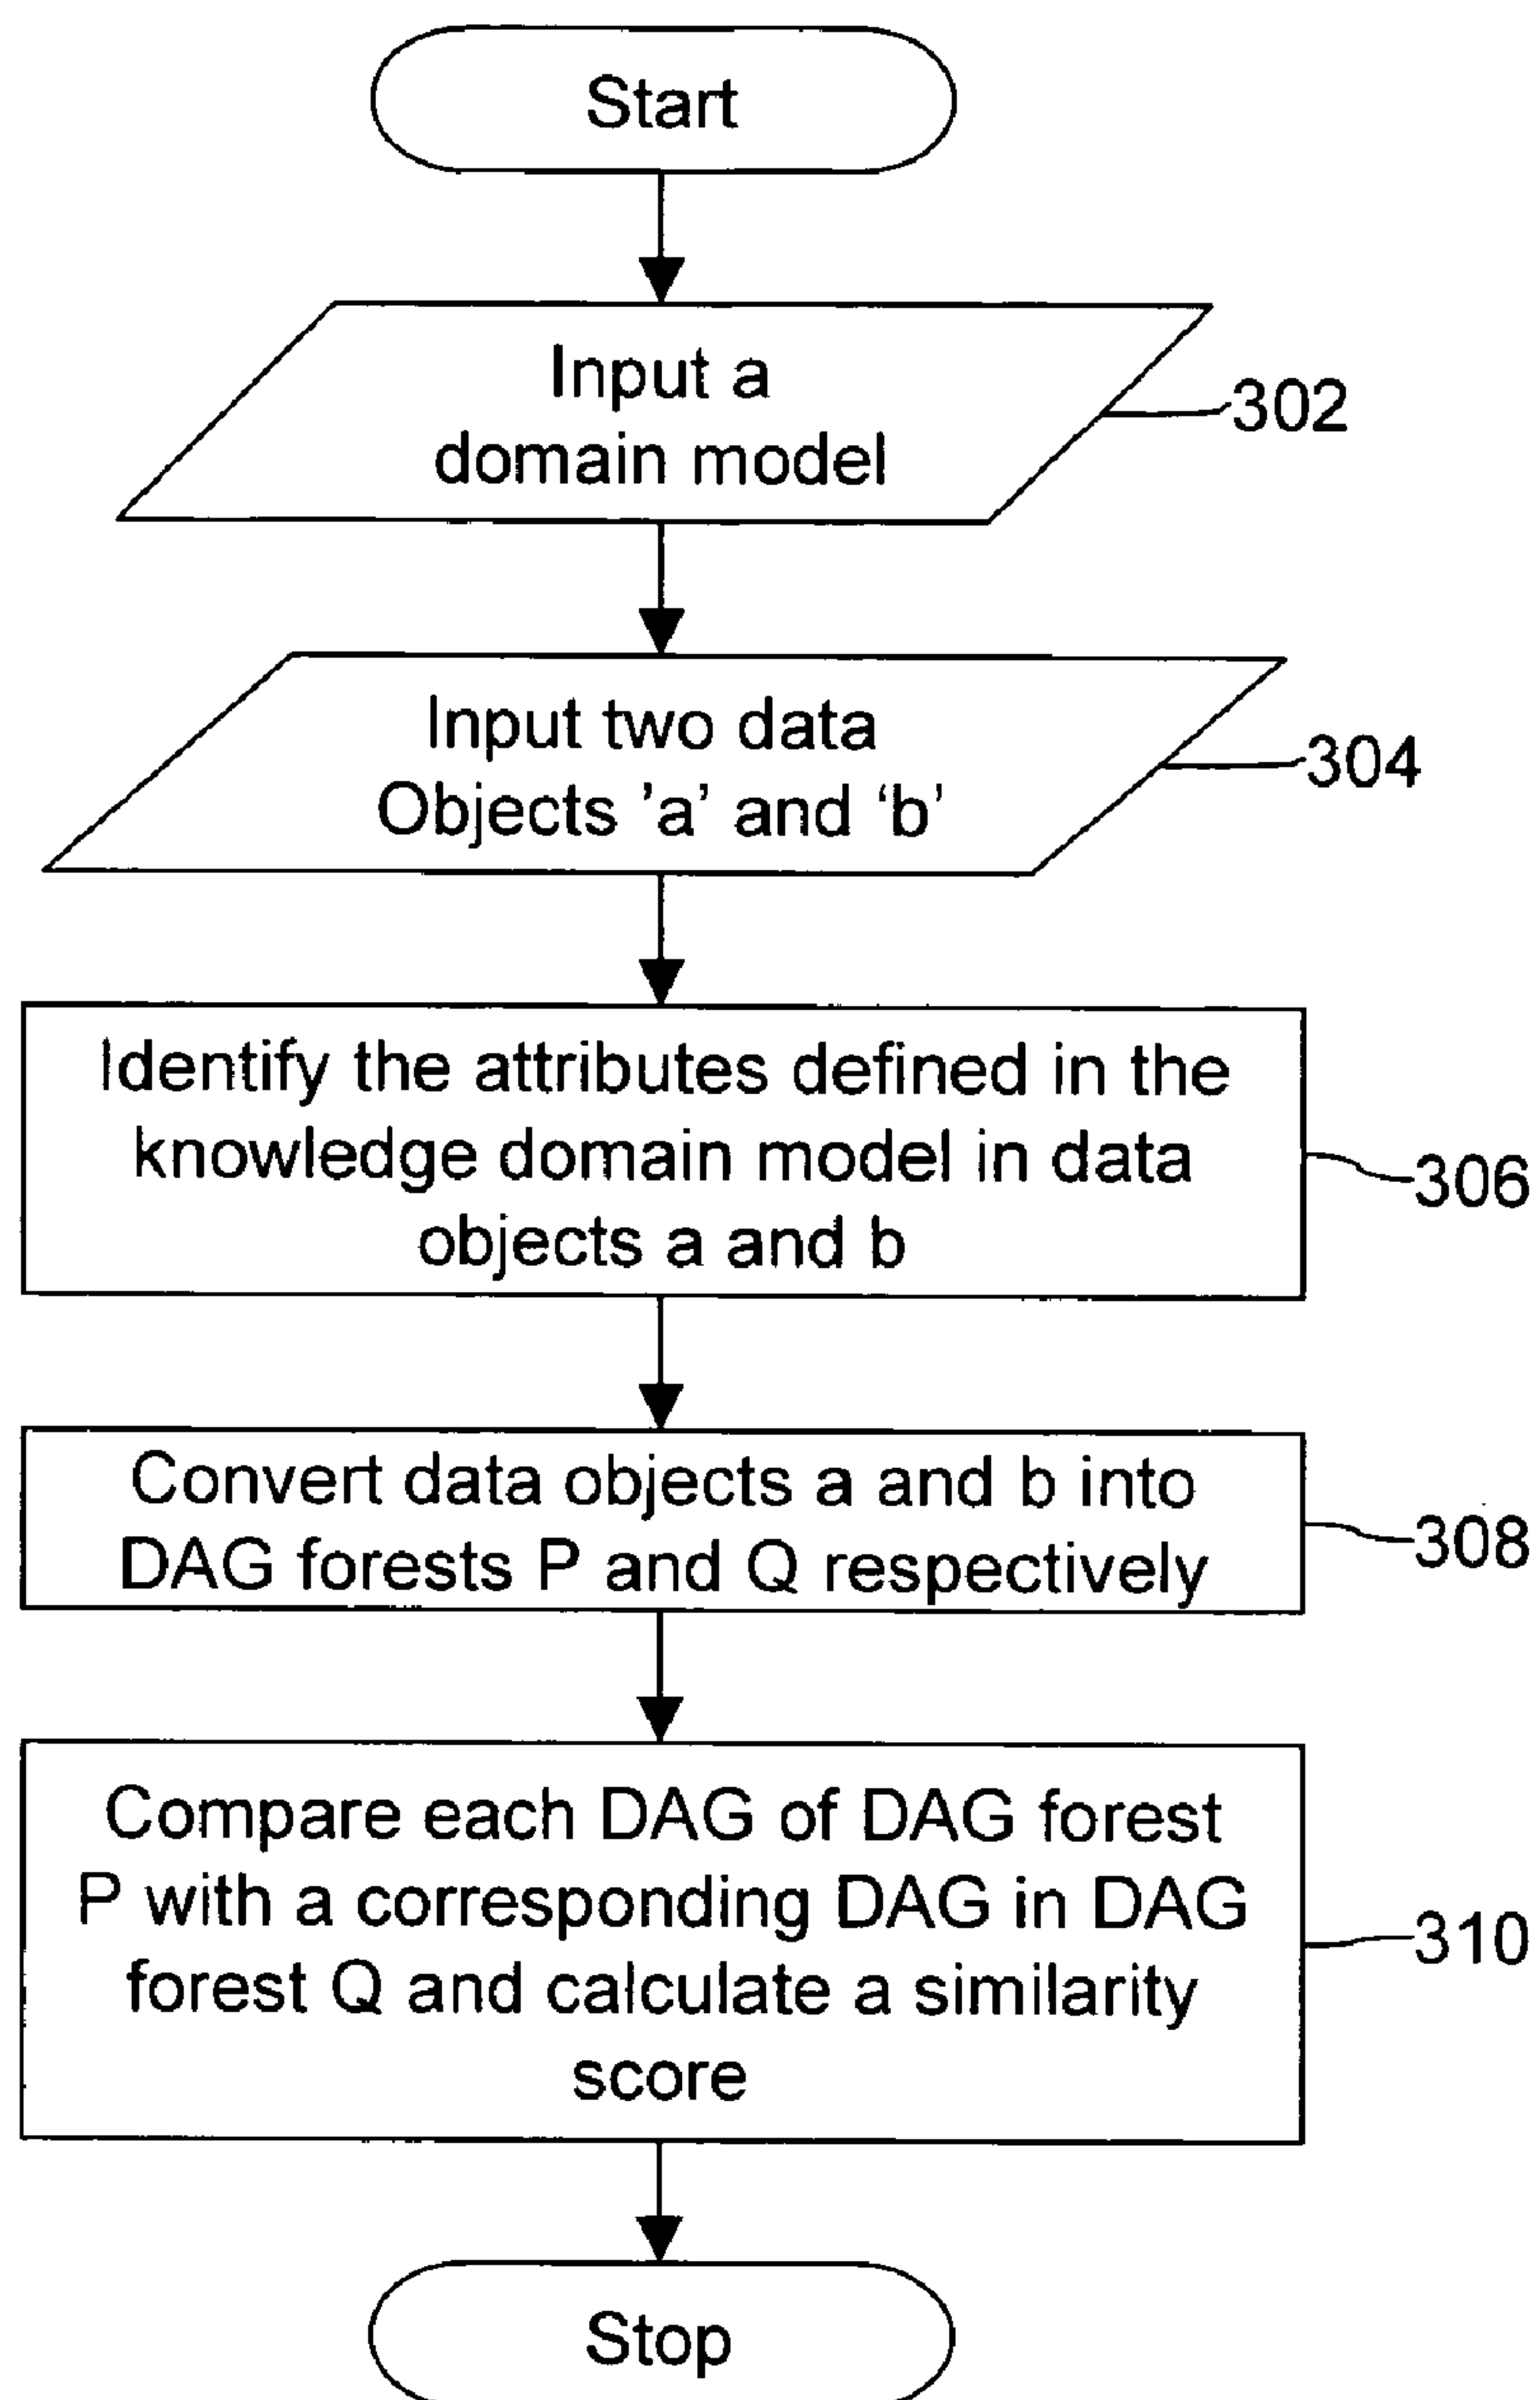 Start
Input a
domain model
302
Input two data
Objects ’a’ and ‘b’
304
Identify the attributes defined in the
knowledge domain model in data
objects a and b
306
Convert data objects a and b into
DAG forests P and Q respectively
308
Compare each DAG of DAG forest
P with a corresponding DAG in DAG
forest Q and calculate a similarity
score
310
Stop